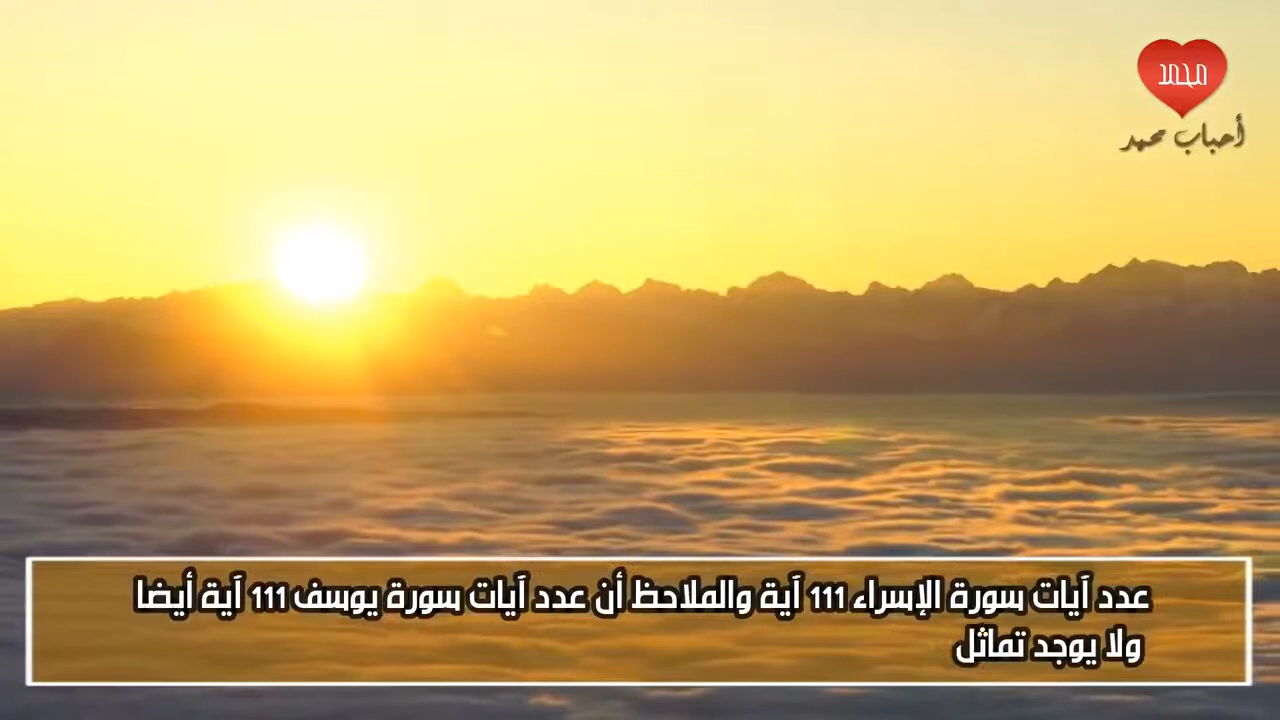 محمد
أحباب محمد
عدد آيات سورة الإسراء 111 آية والملاحظ أن عدد آيات سورة يوسف 111 آية أيضا
ولا يوجد تماثل